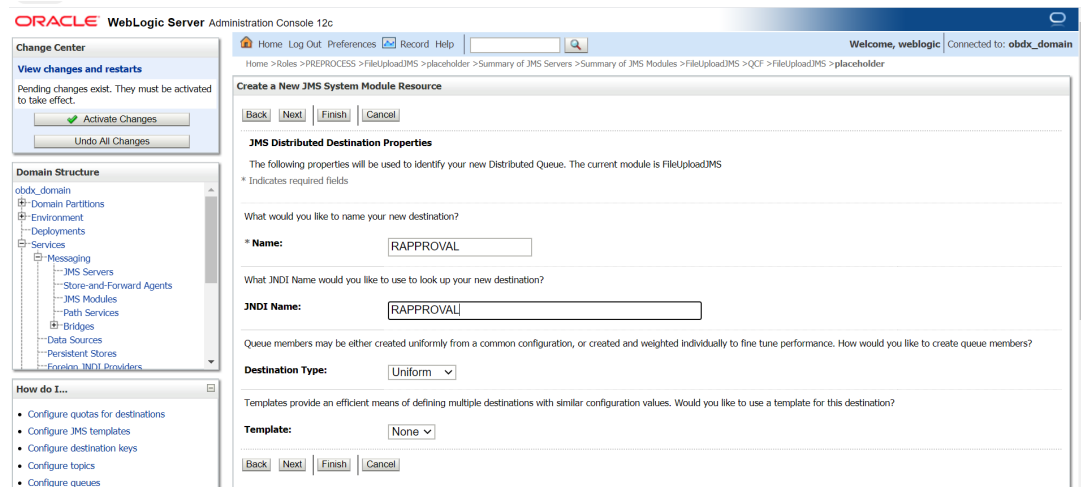 ORACLE WebLogic Server Administration Console 12c
Change Center
View changes and restarts
Pending changes exist. They must be activated
to take effect.
Activate Changes
Undo All Changes
Domain Structure
obdx_domain
Domain Partitions
Environment
Deployments
Services
Messaging
JMS Servers
Store-and-Forward Agents
JMS Modules
Path Services
Bridges
Data Sources
Persistent Stores
Foreign JNDI Providers
How do I...
Configure quotas for destinations
Configure JMS templates
Configure destination keys
Configure topics
Configure queues
Home Log Out Preferences Record Help
Welcome, weblogic Connected to: obdx_domain
Home >Roles >PREPROCESS >FileUploadJMS >placeholder >Summary of JMS Servers >Summary of JMS Modules >FileUploadJMS >QCF >FileUploadJMS >placeholder
Create a New JMS System Module Resource
Back Next Finish Cancel
JMS Distributed Destination Properties
The following properties will be used to identify your new Distributed Queue. The current module is FileUploadJMS
* Indicates required fields
What would you like to name your new destination?
* Name: RAPPROVAL
What JNDI Name would you like to use to look up your new destination?
JNDI Name: RAPPROVAL
Queue members may be either created uniformly from a common configuration, or created and weighted individually to fine tune performance. How would you like to create queue members?
Destination Type: Uniform
Templates provide an efficient means of defining multiple destinations with similar configuration values. Would you like to use a template for this destination?
Template: None
Back Next Finish Cancel